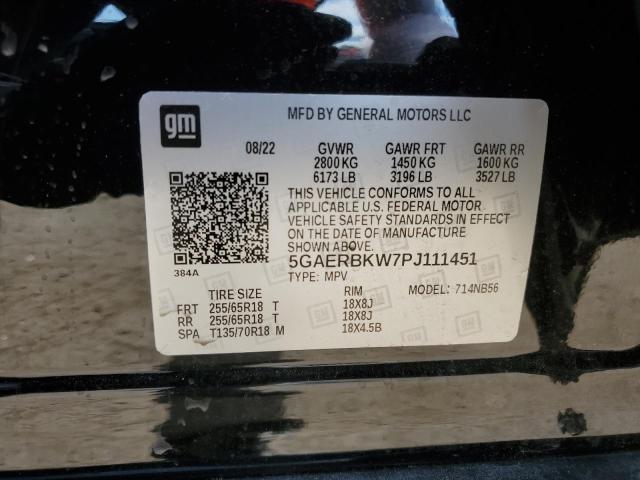 gm
MFD BY GENERAL MOTORS LLC
08/22 GVWR GAWR FRT GAWR RR
2800 KG 1450 KG 1600 KG
6173 LB 3196 LB 3527 LB
THIS VEHICLE CONFORMS TO ALL
APPLICABLE U.S. FEDERAL MOTOR
VEHICLE SAFETY STANDARDS IN EFFECT
ON THE DATE OF MANUFACTURE
SHOWN ABOVE.
384A
5GAERBKW7PJ111451
TYPE: MPV MODEL: 714NB56
TIRE SIZE RIM
FRT 255/65R18 T 18X8J
RR 255/65R18 T 18X8J
SPA T135/70R18 M 18X4.5B